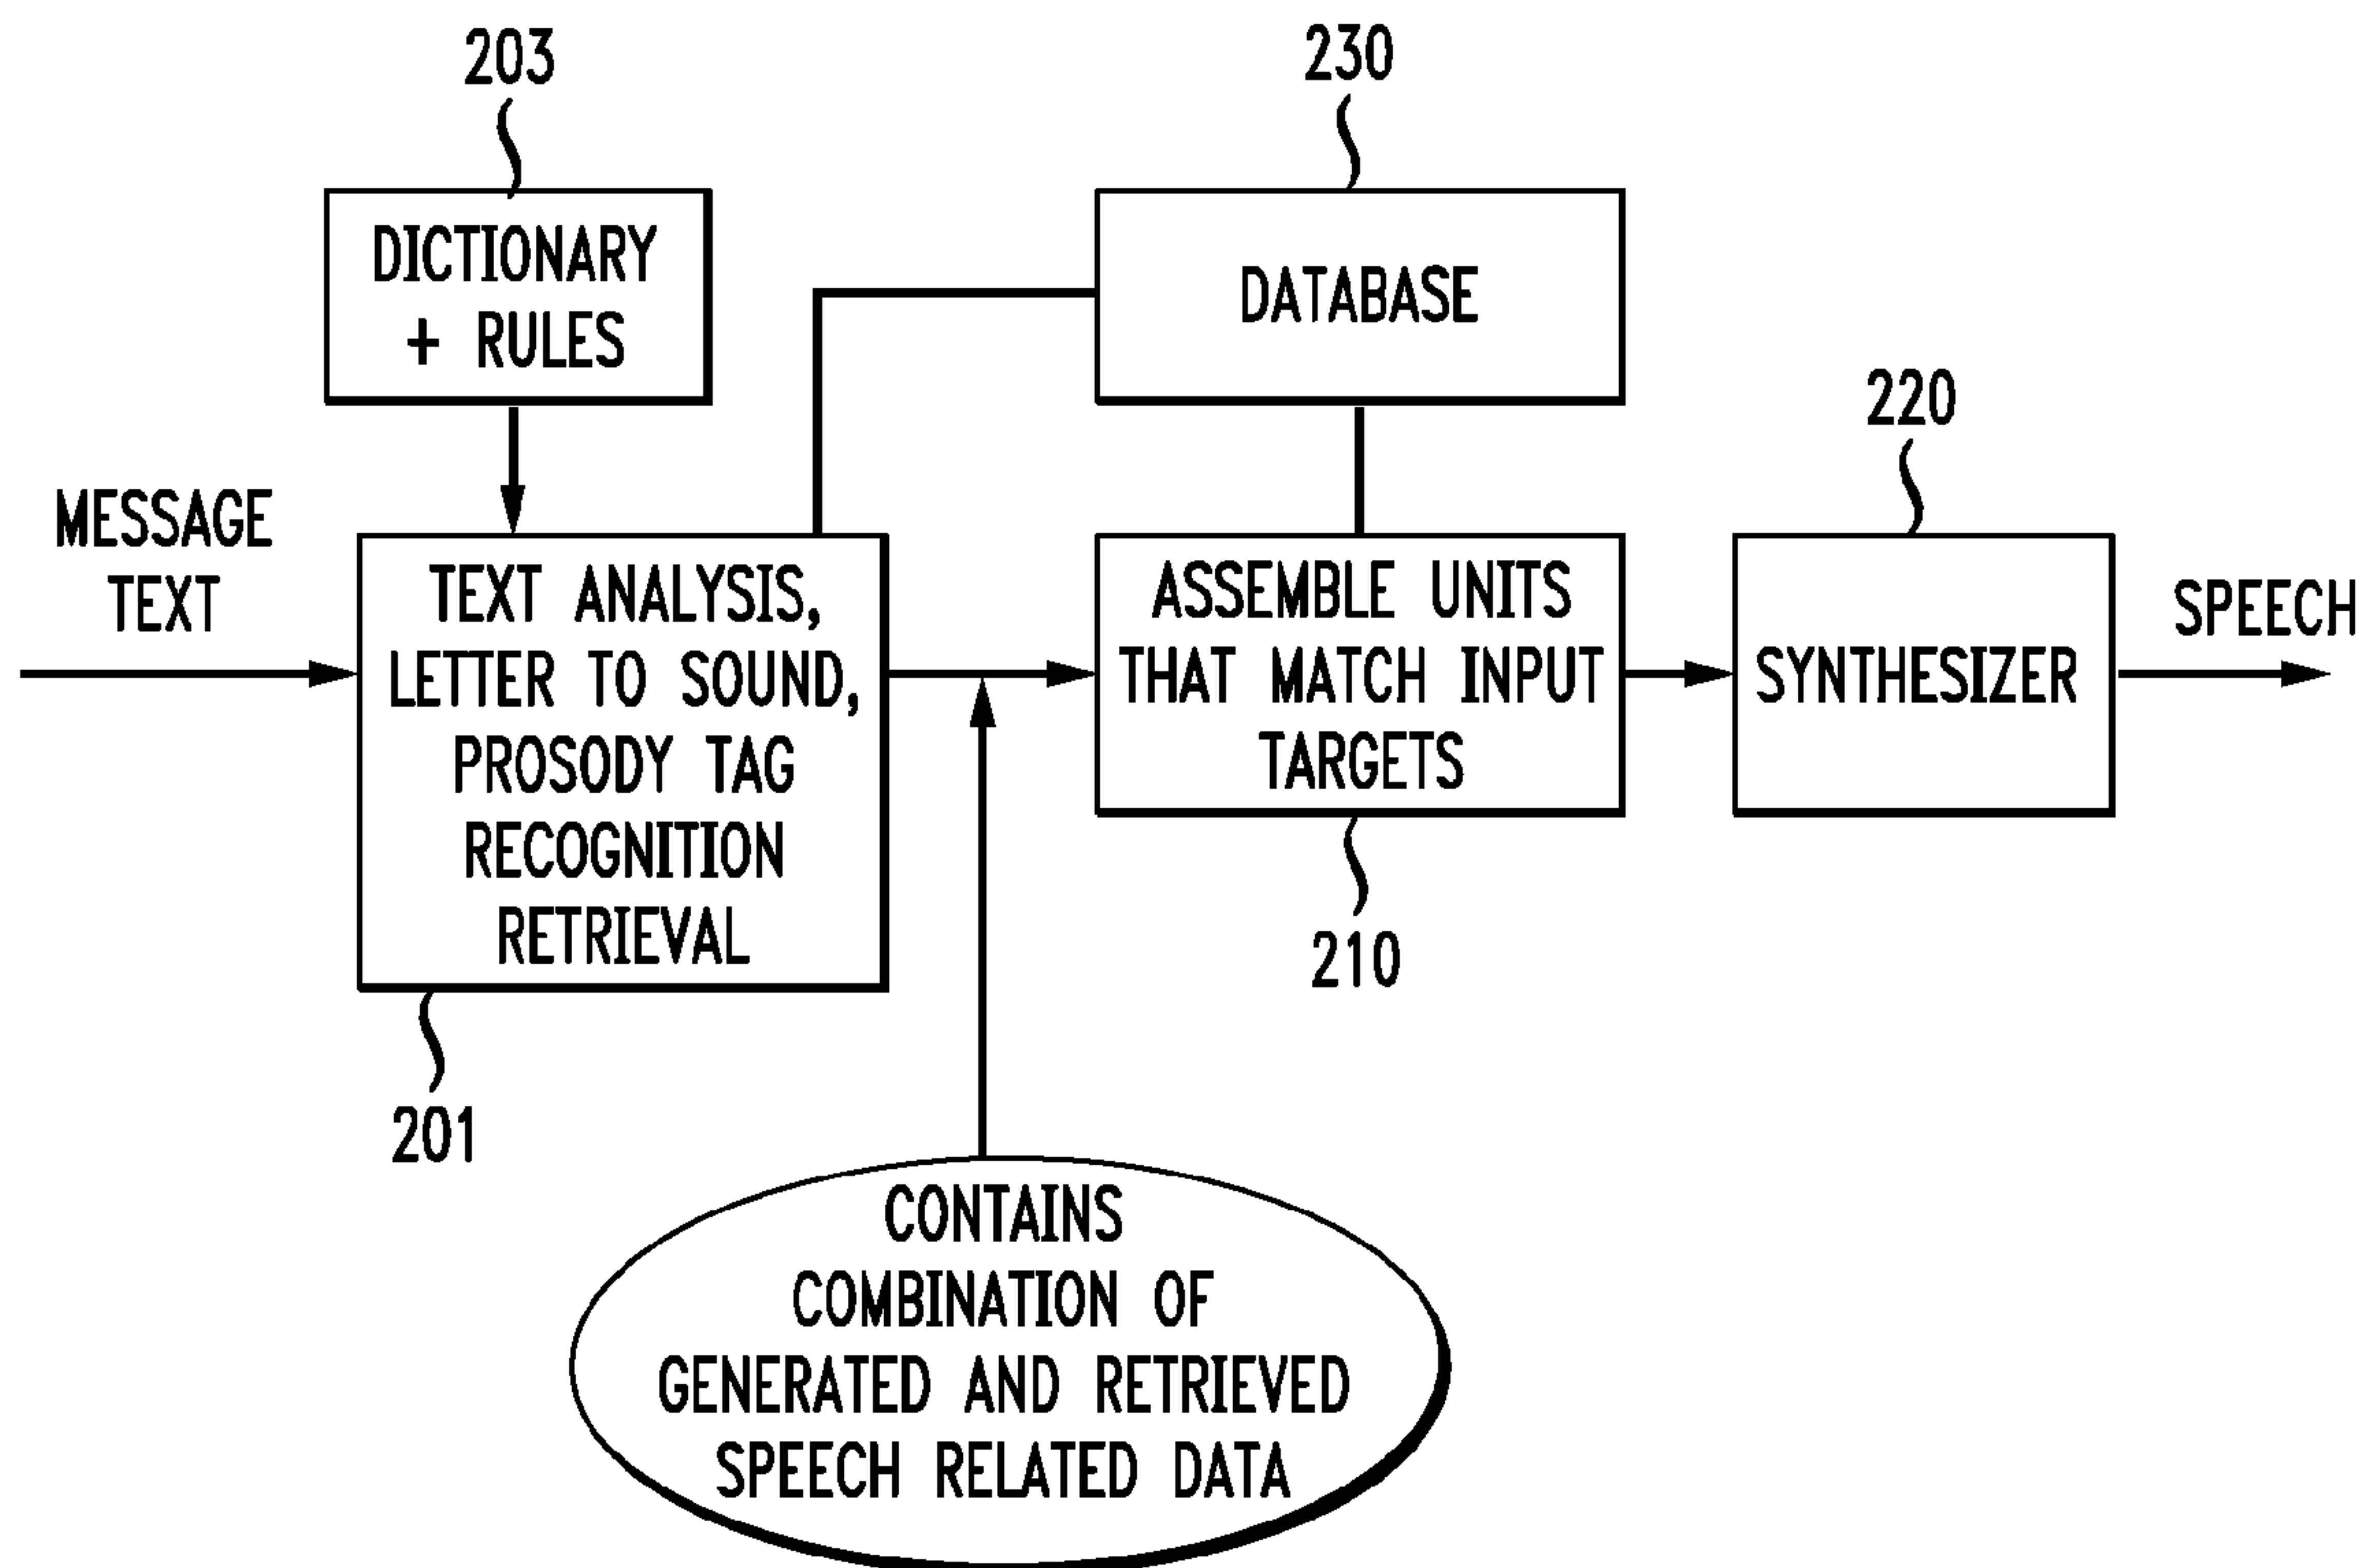 203
230
DICTIONARY
+ RULES
DATABASE
220
MESSAGE
TEXT
TEXT ANALYSIS,
LETTER TO SOUND,
PROSODY TAG
RECOGNITION
RETRIEVAL
ASSEMBLE UNITS
THAT MATCH INPUT
TARGETS
SYNTHESIZER
SPEECH
210
201
CONTAINS
COMBINATION OF
GENERATED AND RETRIEVED
SPEECH RELATED DATA